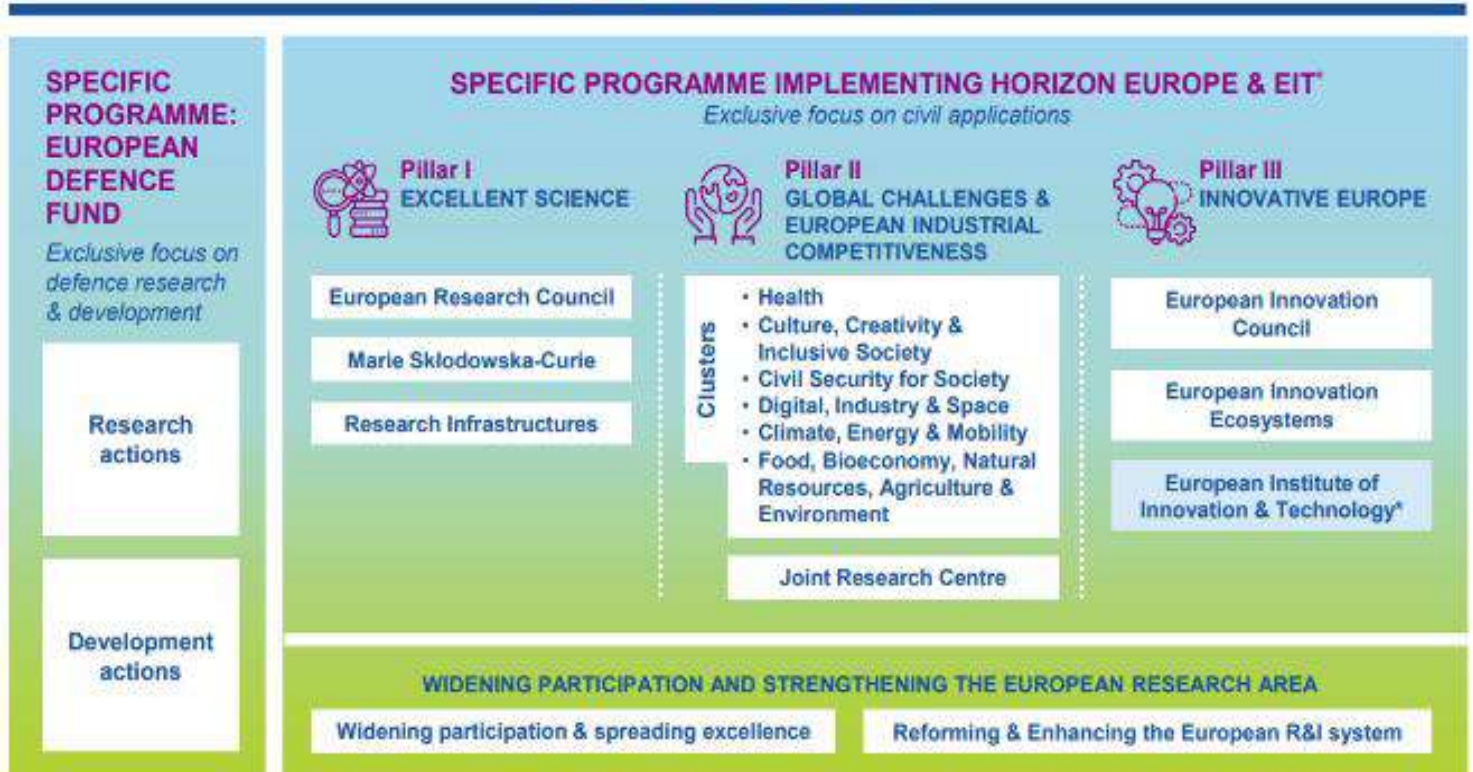 SPECIFIC
PROGRAMME:
EUROPEAN
DEFENCE
FUND
Exclusive focus on
defence research
& development
Research
actions
Development
actions
SPECIFIC PROGRAMME IMPLEMENTING HORIZON EUROPE & EIT*
Exclusive focus on civil applications
Pillar I
EXCELLENT SCIENCE
European Research Council
Marie Sklodowska-Curie
Research Infrastructures
Pillar II
GLOBAL CHALLENGES &
EUROPEAN INDUSTRIAL
COMPETITIVENESS
Clusters
• Health
• Culture, Creativity &
Inclusive Society
• Civil Security for Society
• Digital, Industry & Space
• Climate, Energy & Mobility
• Food, Bioeconomy, Natural
Resources, Agriculture &
Environment
Joint Research Centre
Pillar III
INNOVATIVE EUROPE
European Innovation
Council
European Innovation
Ecosystems
European Institute of
Innovation & Technology*
WIDENING PARTICIPATION AND STRENGTHENING THE EUROPEAN RESEARCH AREA
Widening participation & spreading excellence
Reforming & Enhancing the European R&I system